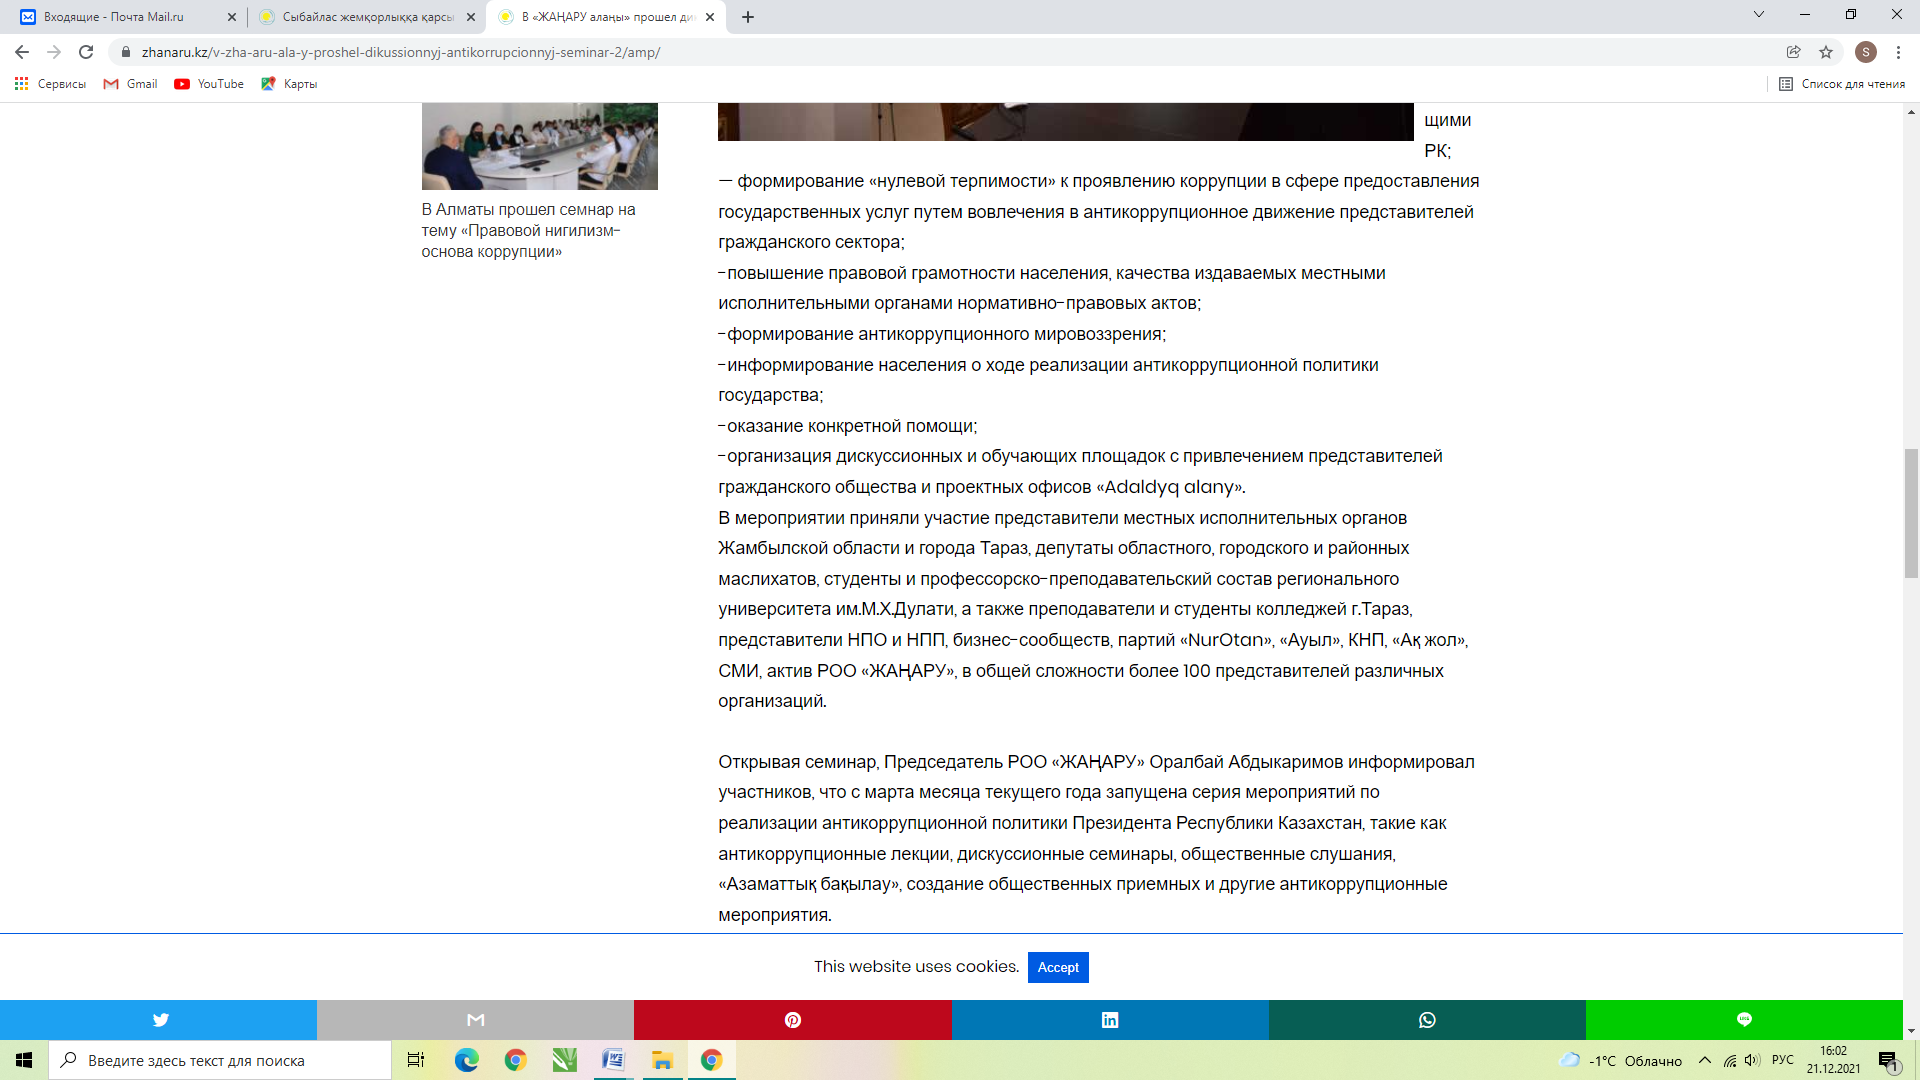 Входящие - Почта Mail.ru
Сыбайлас жемқорлыққа қарсы
В «ЖАҢАРУ алаңы» прошел ди
zhanaru.kz/v-zha-aru-ala-y-proshel-dikussionnyj-antikorrupcionnyj-seminar-2/amp/
S
Сервисы
Gmail
YouTube
Карты
Список для чтения
В Алматы прошел семнар на
тему «Правовой нигилизм-
основа коррупции»
щими
РК;
— формирование «нулевой терпимости» к проявлению коррупции в сфере предоставления
государственных услуг путем вовлечения в антикоррупционное движение представителей
гражданского сектора;
-повышение правовой грамотности населения, качества издаваемых местными
исполнительными органами нормативно-правовых актов;
-формирование антикоррупционного мировоззрения;
-информирование населения о ходе реализации антикоррупционной политики
государства;
-оказание конкретной помощи;
-организация дискуссионных и обучающих площадок с привлечением представителей
гражданского общества и проектных офисов «Adaldyq alany».
В мероприятии приняли участие представители местных исполнительных органов
Жамбылской области и города Тараз, депутаты областного, городского и районных
маслихатов, студенты и профессорско-преподавательский состав регионального
университета им.М.Х.Дулати, а также преподаватели и студенты колледжей г.Тараз,
представители НПО и НПП, бизнес-сообществ, партий «NurOtan», «Ауыл», КНП, «Ақ жол»,
СМИ, актив РОО «ЖАҢАРУ», в общей сложности более 100 представителей различных
организаций.
Открывая семинар, Председатель РОО «ЖАҢАРУ» Оралбай Абдыкаримов информировал
участников, что с марта месяца текущего года запущена серия мероприятий по
реализации антикоррупционной политики Президента Республики Казахстан, такие как
антикоррупционные лекции, дискуссионные семинары, общественные слушания,
«Азаматтық бақылау», создание общественных приемных и другие антикоррупционные
мероприятия.
This website uses cookies.
Accept
Введите здесь текст для поиска
-1°C Облачно
РУС
16:02
21.12.2021
1